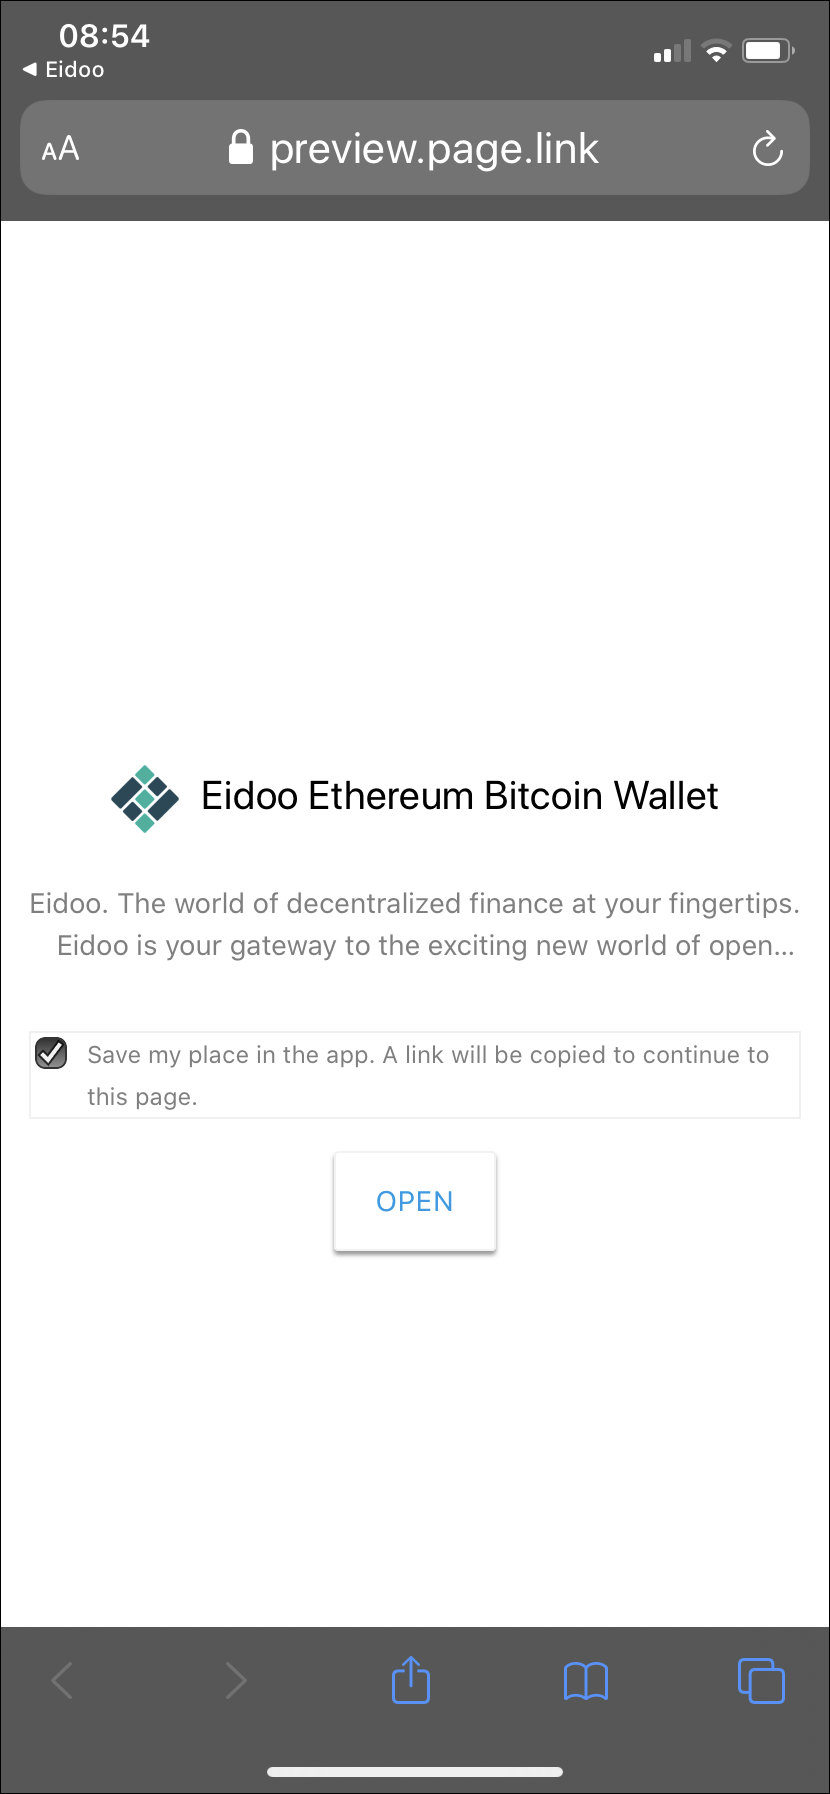 08:54
◀ Eidoo
AA preview.page.link
Eidoo Ethereum Bitcoin Wallet
Eidoo. The world of decentralized finance at your fingertips.
Eidoo is your gateway to the exciting new world of open...
Save my place in the app. A link will be copied to continue to
this page.
OPEN